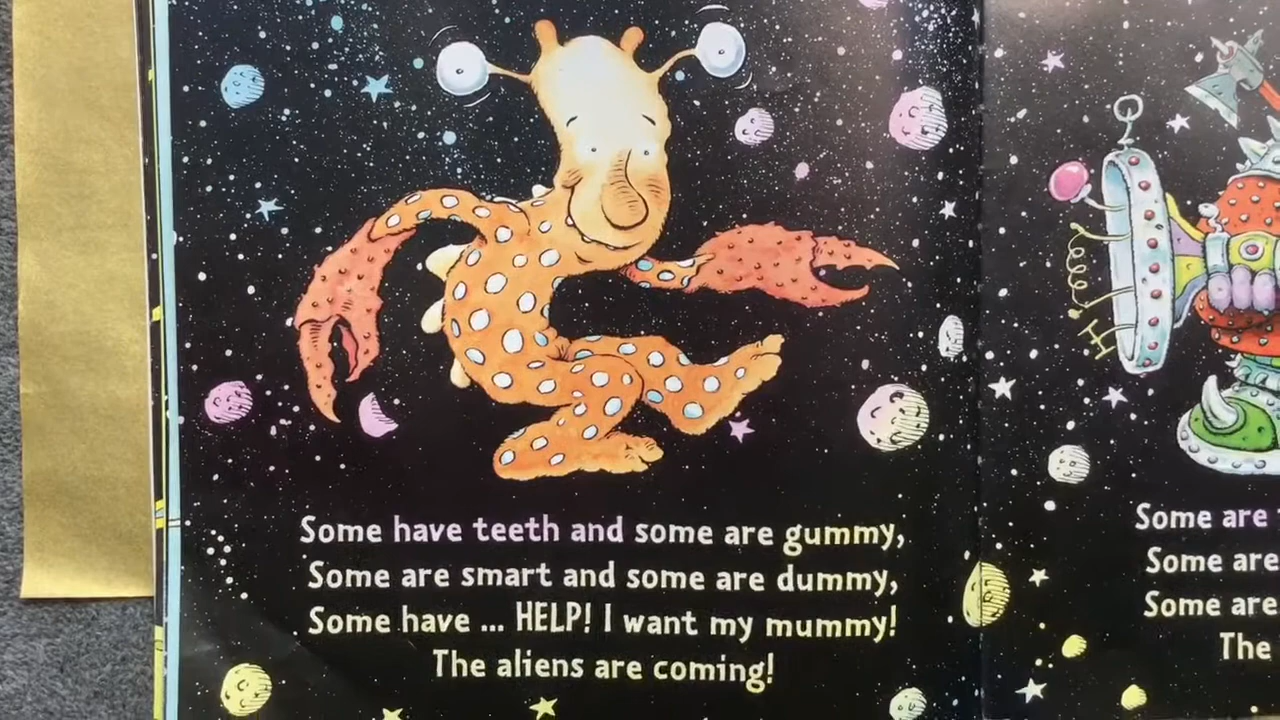 Some have teeth and some are gummy,
Some are smart and some are dummy,
Some have ... HELP! I want my mummy!
The aliens are coming!
Some are
Some are
Some are
The